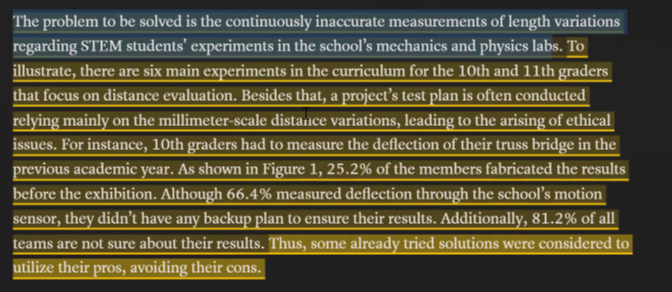 The problem to be solved is the continuously inaccurate measurements of length variations
regarding STEM students' experiments in the school's mechanics and physics labs. To
illustrate, there are six main experiments in the curriculum for the 10th and 11th graders
that focus on distance evaluation. Besides that, a project's test plan is often conducted
relying mainly on the millimeter-scale distance variations, leading to the arising of ethical
issues. For instance, 10th graders had to measure the deflection of their truss bridge in the
previous academic year. As shown in Figure 1, 25.2% of the members fabricated the results
before the exhibition. Although 66.4% measured deflection through the school's motion
sensor, they didn't have any backup plan to ensure their results. Additionally, 81.2% of all
teams are not sure about their results. Thus, some already tried solutions were considered to
utilize their pros, avoiding their cons.